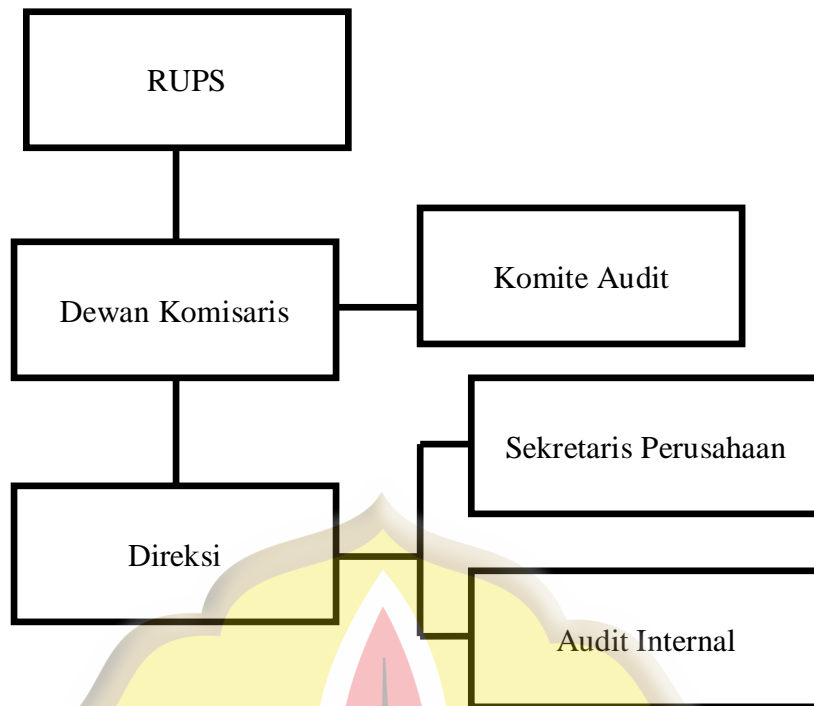 RUPS
Dewan Komisaris
Komite Audit
Sekretaris Perusahaan
Direksi
Audit Internal